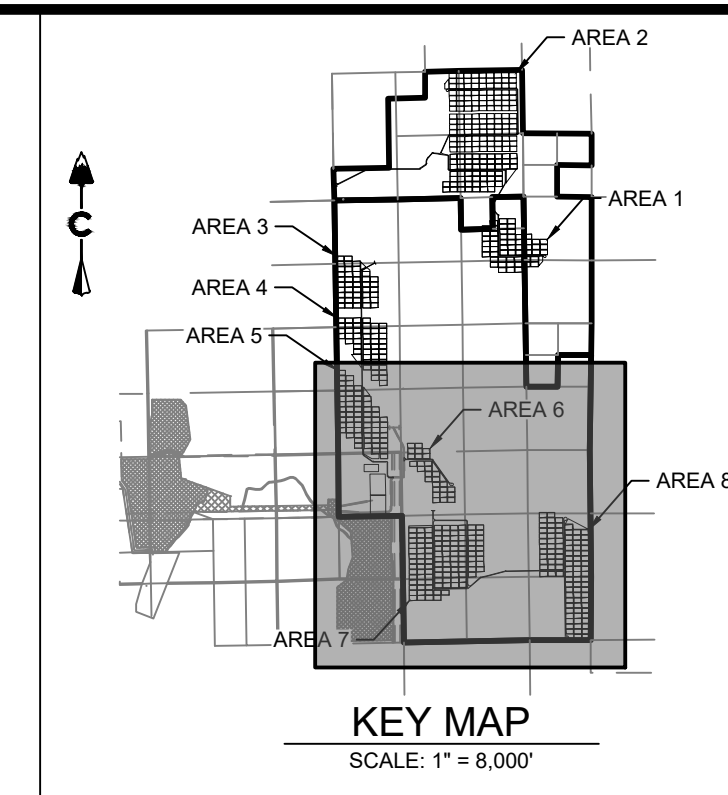 AREA 2
AREA 1
AREA 3
AREA 4
AREA 5
AREA 6
AREA 8
AREA 7
C
KEY MAP
SCALE: 1" = 8,000'